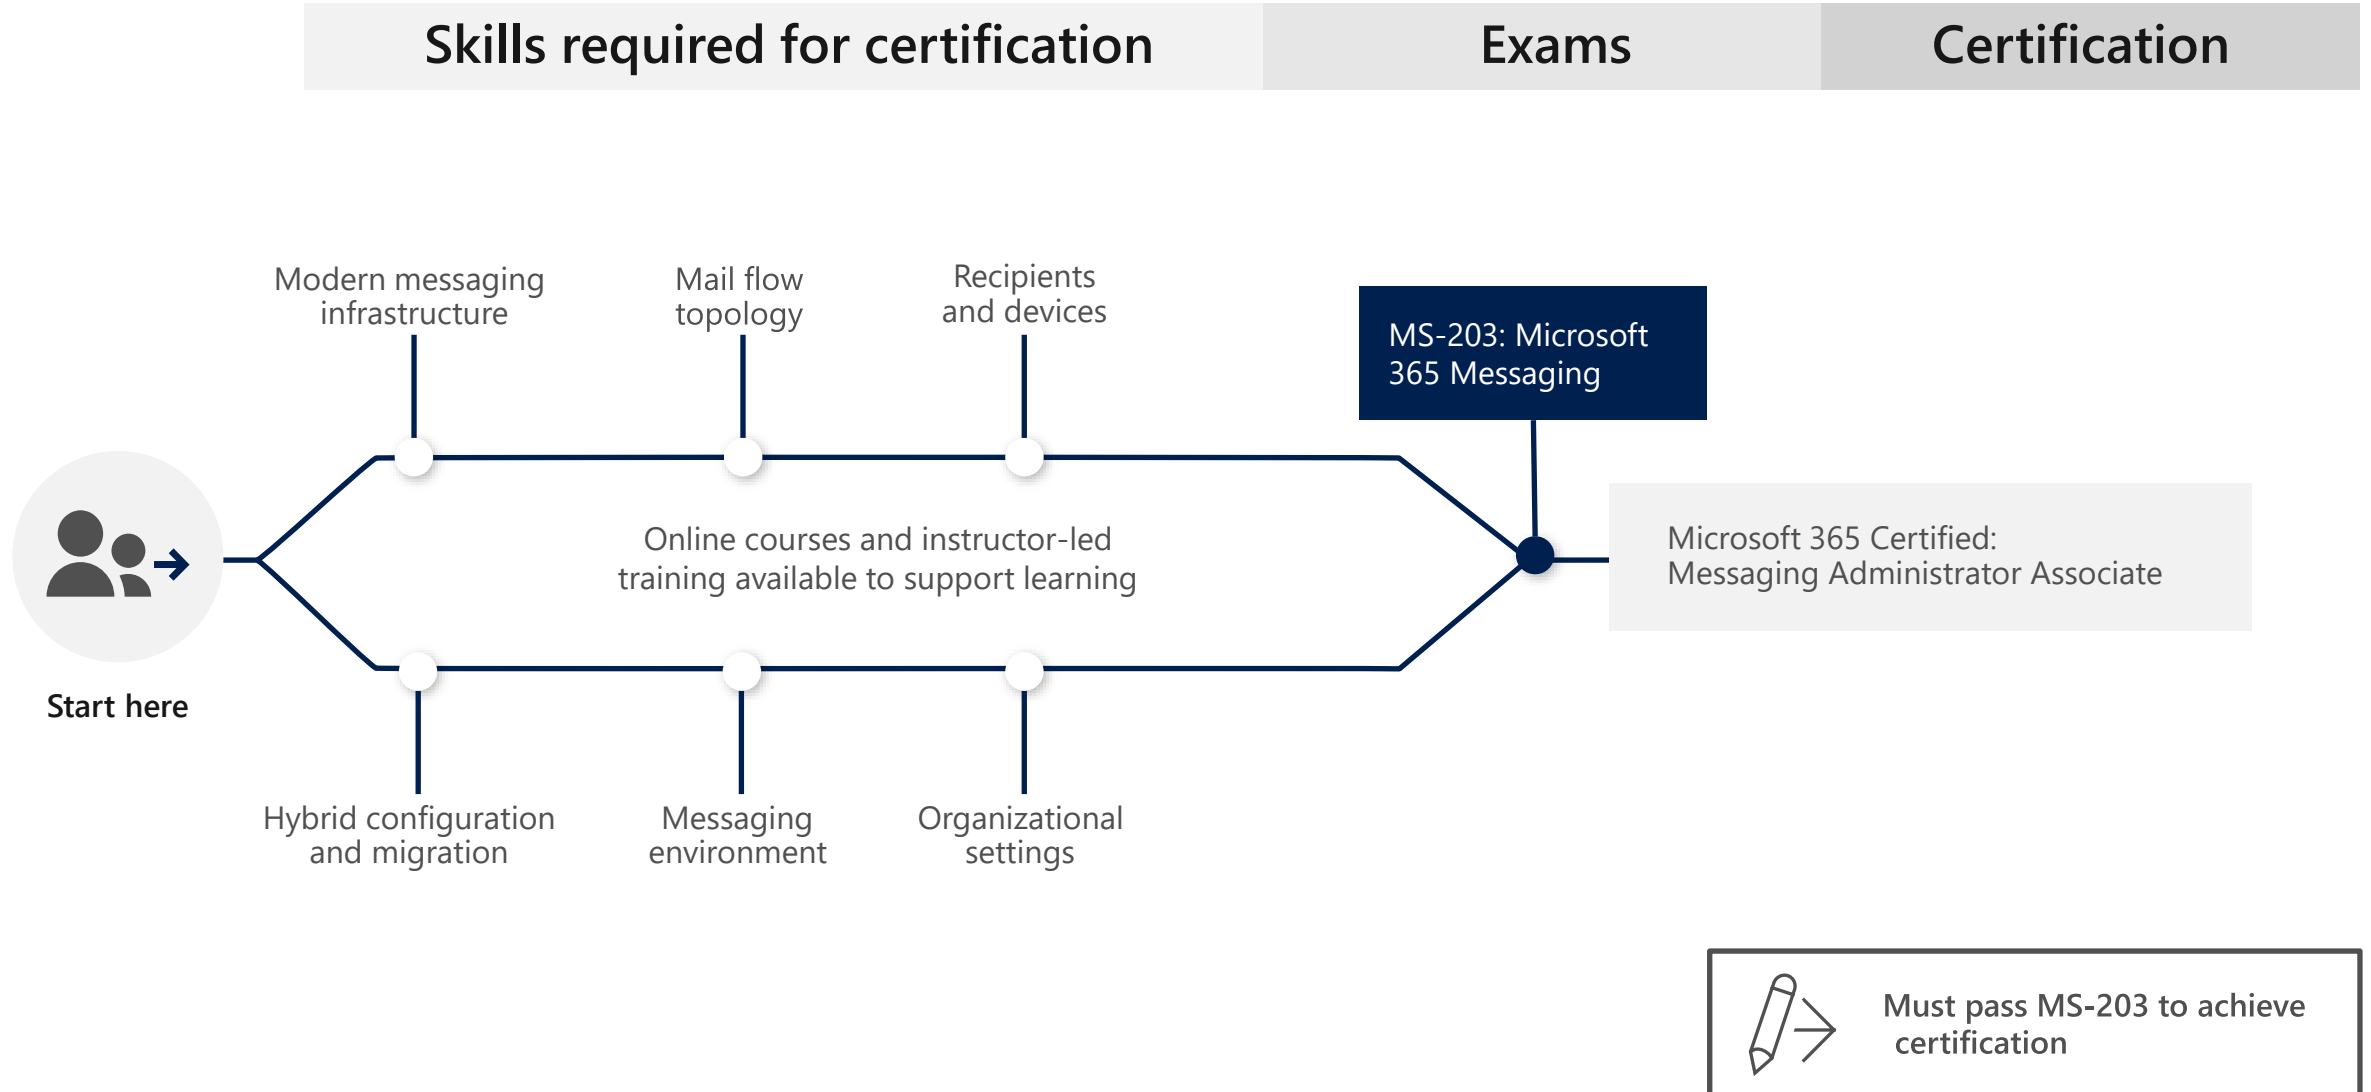 Skills required for certification
Exams
Certification
Modern messaging
infrastructure
Mail flow
topology
Recipients
and devices
MS-203: Microsoft
365 Messaging
Online courses and instructor-led
training available to support learning
Microsoft 365 Certified:
Messaging Administrator Associate
Start here
Hybrid configuration
and migration
Messaging
environment
Organizational
settings
Must pass MS-203 to achieve
certification